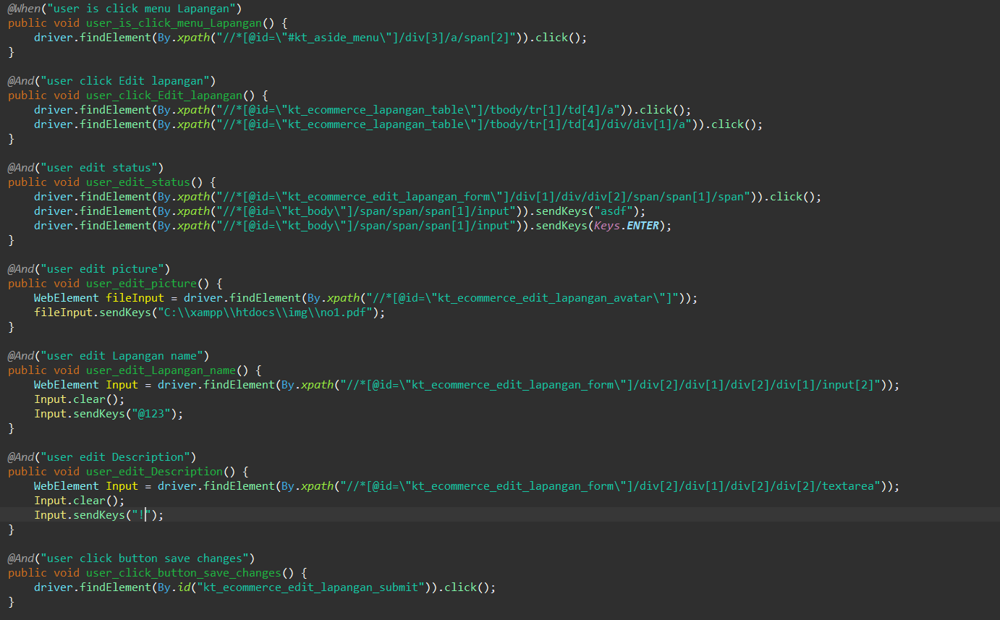 @When("user is click menu Lapangan")
public void user_is_click_menu_Lapangan() {
    driver.findElement(By.xpath("//*[@id=\"#kt_aside_menu\"]/div[3]/a/span[2]")).click();
}

@And("user click Edit lapangan")
public void user_click_Edit_lapangan() {
    driver.findElement(By.xpath("//*[@id=\"kt_ecommerce_lapangan_table\"]/tbody/tr[1]/td[4]/a")).click();
    driver.findElement(By.xpath("//*[@id=\"kt_ecommerce_lapangan_table\"]/tbody/tr[1]/td[4]/div/div[1]/a")).click();
}

@And("user edit status")
public void user_edit_status() {
    driver.findElement(By.xpath("//*[@id=\"kt_ecommerce_edit_lapangan_form\"]/div[1]/div/div[2]/span/span[1]/span")).click();
    driver.findElement(By.xpath("//*[@id=\"kt_body\"]/span/span/span[1]/input")).sendKeys("asdf");
    driver.findElement(By.xpath("//*[@id=\"kt_body\"]/span/span/span[1]/input")).sendKeys(Keys.ENTER);
}

@And("user edit picture")
public void user_edit_picture() {
    WebElement fileInput = driver.findElement(By.xpath("//*[@id=\"kt_ecommerce_edit_lapangan_avatar\"]"));
    fileInput.sendKeys("C:\\xampp\\htdocs\\img\\no1.pdf");
}

@And("user edit Lapangan name")
public void user_edit_Lapangan_name() {
    WebElement Input = driver.findElement(By.xpath("//*[@id=\"kt_ecommerce_edit_lapangan_form\"]/div[2]/div[1]/div[2]/div[1]/input[2]"));
    Input.clear();
    Input.sendKeys("@123");
}

@And("user edit Description")
public void user_edit_Description() {
    WebElement Input = driver.findElement(By.xpath("//*[@id=\"kt_ecommerce_edit_lapangan_form\"]/div[2]/div[1]/div[2]/div[2]/textarea"));
    Input.clear();
    Input.sendKeys("!");
}

@And("user click button save changes")
public void user_click_button_save_changes() {
    driver.findElement(By.id("kt_ecommerce_edit_lapangan_submit")).click();
}